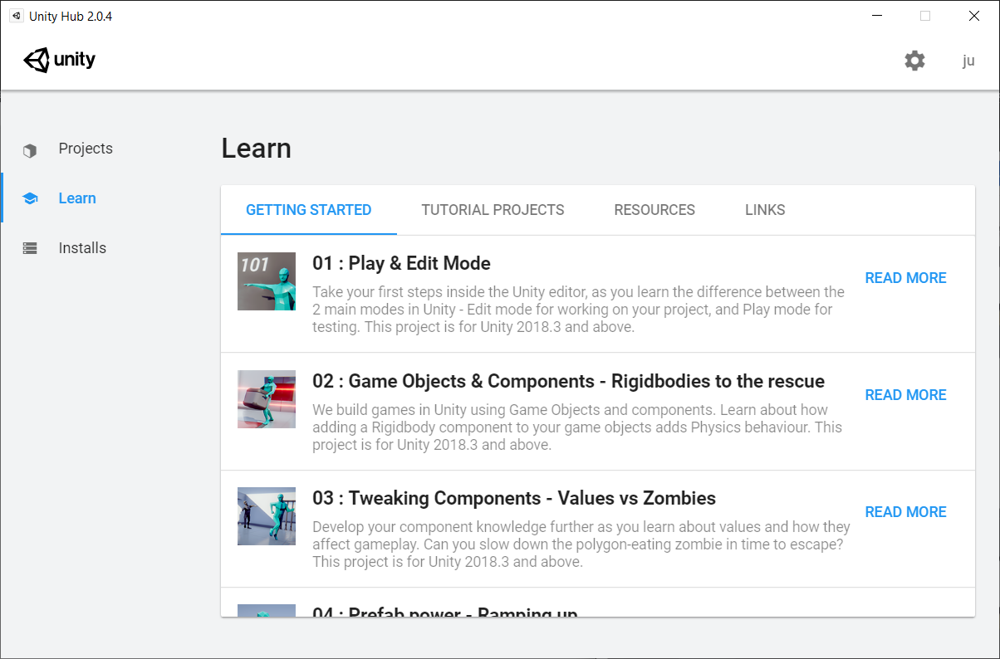 Unity Hub 2.0.4
unity
ju
Projects
Learn
Installs
Learn
GETTING STARTED TUTORIAL PROJECTS RESOURCES LINKS
101
01 : Play & Edit Mode
Take your first steps inside the Unity editor, as you learn the difference between the
2 main modes in Unity - Edit mode for working on your project, and Play mode for
testing. This project is for Unity 2018.3 and above.
READ MORE
02 : Game Objects & Components - Rigidbodies to the rescue
We build games in Unity using Game Objects and components. Learn about how
adding a Rigidbody component to your game objects adds Physics behaviour. This
project is for Unity 2018.3 and above.
READ MORE
03 : Tweaking Components - Values vs Zombies
Develop your component knowledge further as you learn about values and how they
affect gameplay. Can you slow down the polygon-eating zombie in time to escape?
This project is for Unity 2018.3 and above.
READ MORE
04 : Prefab power - Ramping up